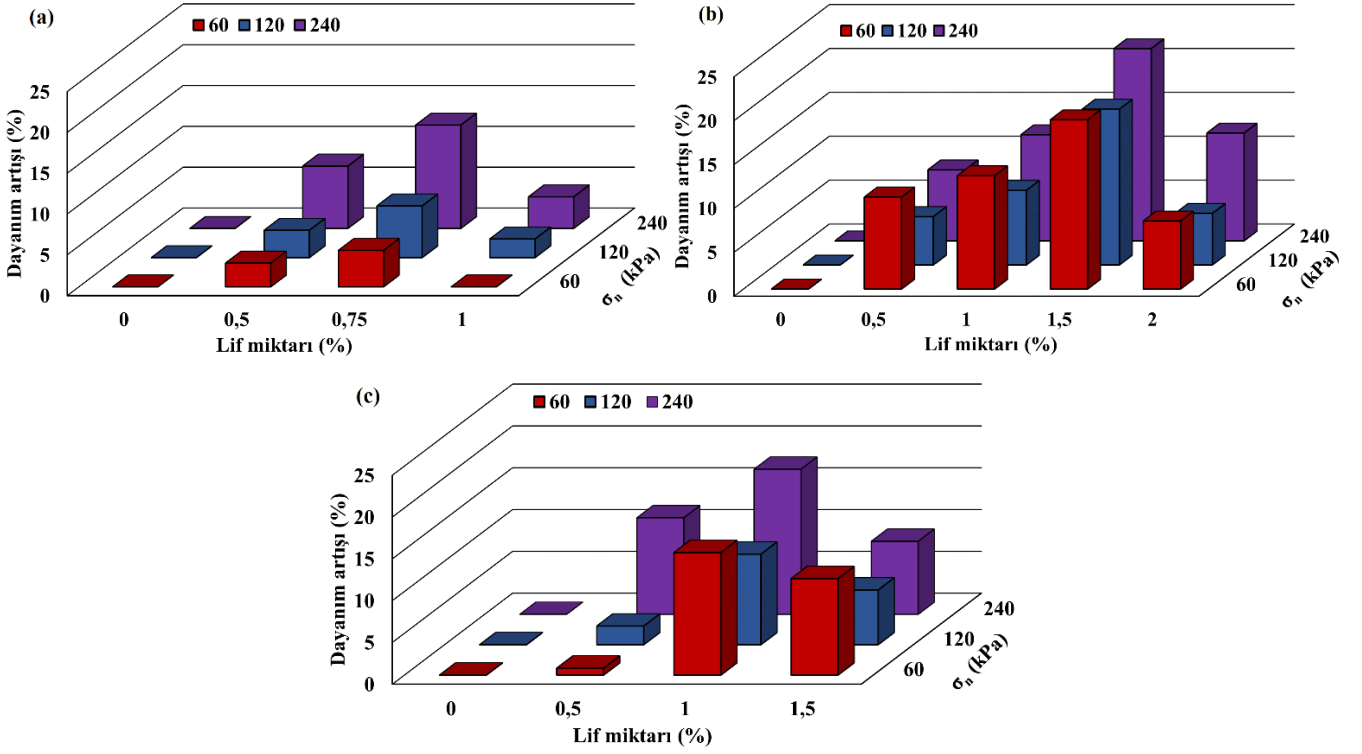 (a)
60 120 240
Dayanım artışı (%)
25
20
15
10
5
0
0 0,5 0,75 1
Lif miktarı (%)
60
120
240
σn (kPa)
(b)
60 120 240
Dayanım artışı (%)
25
20
15
10
5
0
0 0,5 1 1,5 2
Lif miktarı (%)
60
120
240
σn (kPa)
(c)
60 120 240
Dayanım artışı (%)
25
20
15
10
5
0
0 0,5 1 1,5
Lif miktarı (%)
60
120
240
σn (kPa)